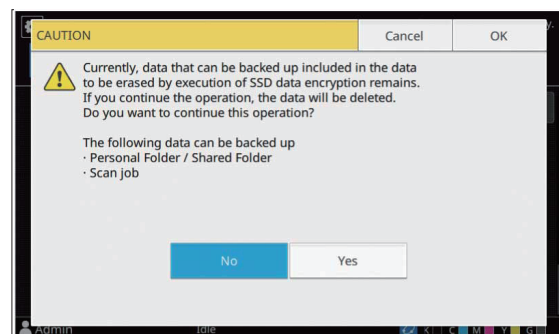 CAUTION
Cancel
OK
y.
Currently, data that can be backed up included in the data
to be erased by execution of SSD data encryption remains.
If you continue the operation, the data will be deleted.
Do you want to continue this operation?
The following data can be backed up
· Personal Folder / Shared Folder
· Scan job
No
Yes
Admin
Idle
K
C
M
Y
G